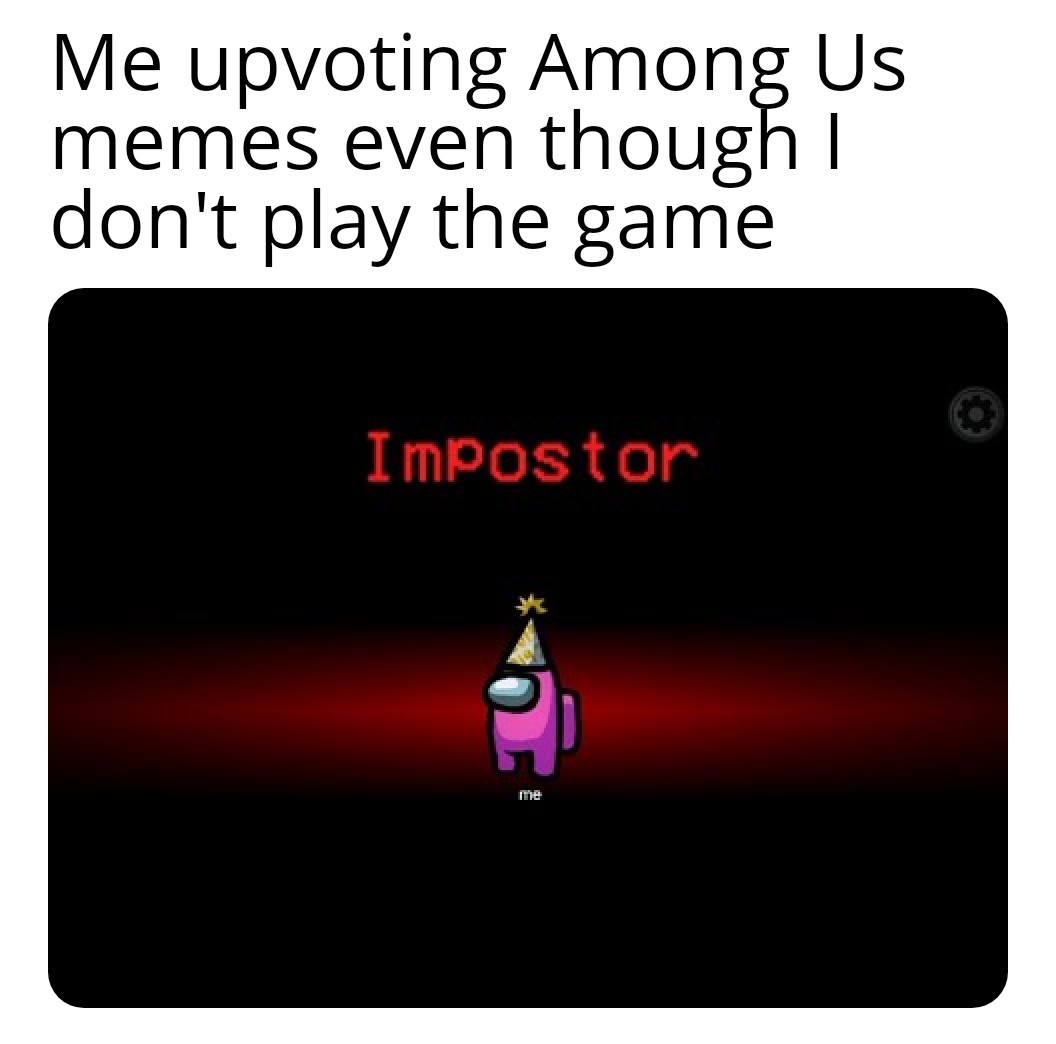 Me upvoting Among Us
memes even though I
don't play the game
Impostor
me